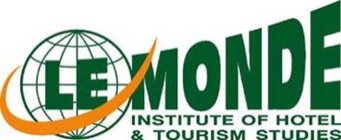 LE MONDE
INSTITUTE OF HOTEL
& TOURISM STUDIES